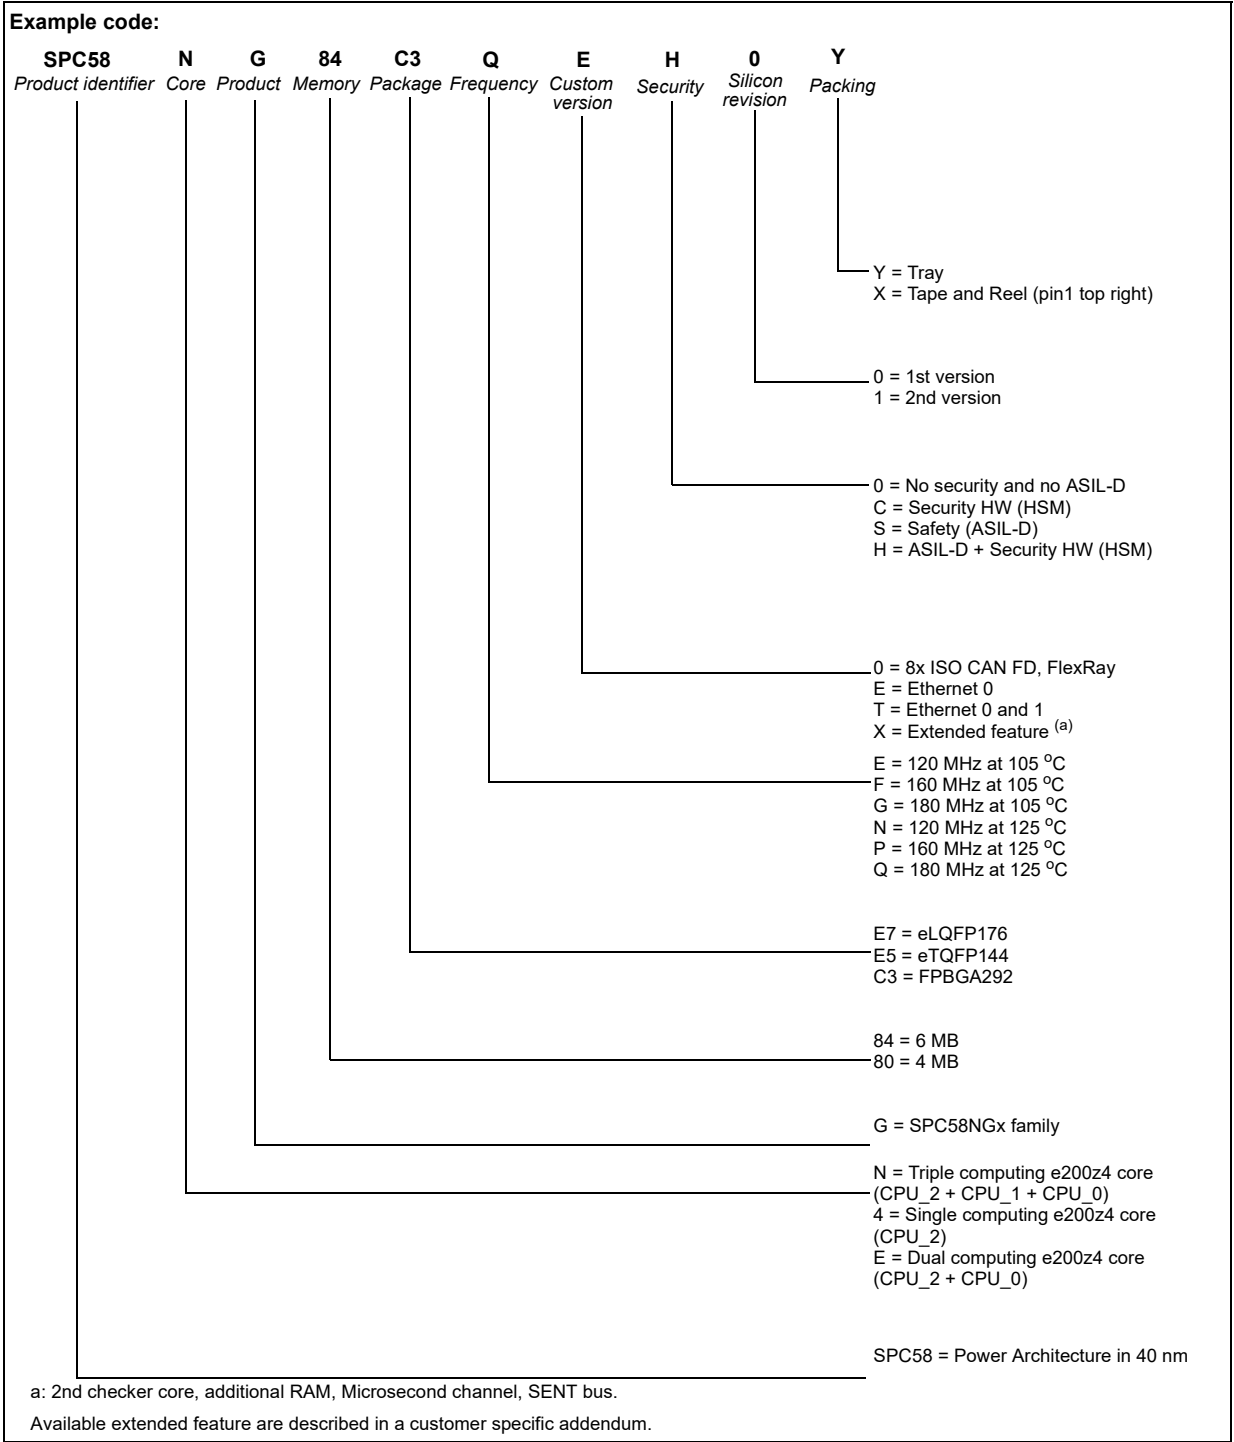 Example code:
SPC58 N G 84 C3 Q E H 0 Y
Product identifier Core Product Memory Package Frequency Custom version Security Silicon revision Packing
Y = Tray
X = Tape and Reel (pin1 top right)
0 = 1st version
1 = 2nd version
0 = No security and no ASIL-D
C = Security HW (HSM)
S = Safety (ASIL-D)
H = ASIL-D + Security HW (HSM)
0 = 8x ISO CAN FD, FlexRay
E = Ethernet 0
T = Ethernet 0 and 1
X = Extended feature (a)
E = 120 MHz at 105 °C
F = 160 MHz at 105 °C
G = 180 MHz at 105 °C
N = 120 MHz at 125 °C
P = 160 MHz at 125 °C
Q = 180 MHz at 125 °C
E7 = eLQFP176
E5 = eTQFP144
C3 = FPBGA292
84 = 6 MB
80 = 4 MB
G = SPC58NGx family
N = Triple computing e200z4 core
(CPU_2 + CPU_1 + CPU_0)
4 = Single computing e200z4 core
(CPU_2)
E = Dual computing e200z4 core
(CPU_2 + CPU_0)
SPC58 = Power Architecture in 40 nm
a: 2nd checker core, additional RAM, Microsecond channel, SENT bus.
Available extended feature are described in a customer specific addendum.